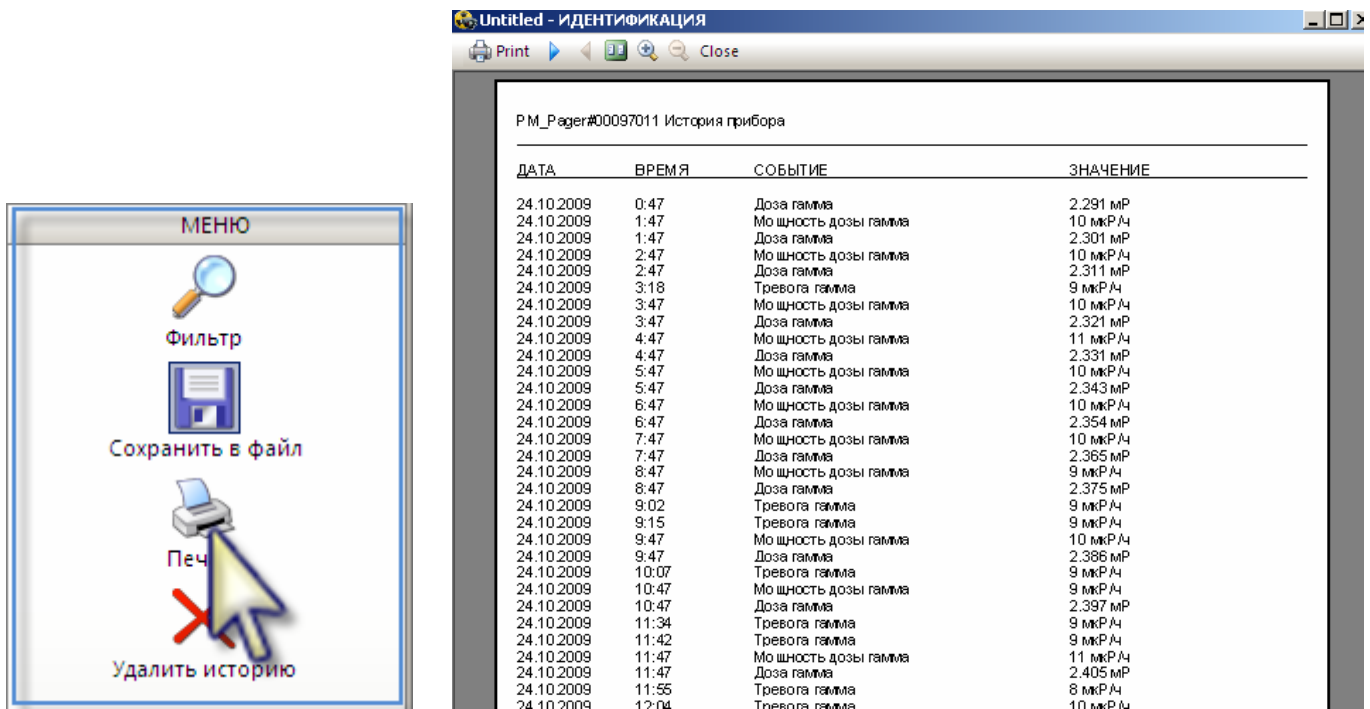 МЕНЮ
Фильтр
Сохранить в файл
Удалить историю
Untitled - ИДЕНТИФИКАЦИЯ
Print Close
PM_Pager#00097011 История прибора
ДАТА ВРЕМЯ СОБЫТИЕ ЗНАЧЕНИЕ
24.10.2009 0:47 Доза гамма 2.291 мР
24.10.2009 1:47 Мощность дозы гамма 10 мкР/ч
24.10.2009 1:47 Доза гамма 2.301 мР
24.10.2009 2:47 Мощность дозы гамма 10 мкР/ч
24.10.2009 2:47 Доза гамма 2.311 мР
24.10.2009 3:18 Тревога гамма 9 мкР/ч
24.10.2009 3:47 Мощность дозы гамма 10 мкР/ч
24.10.2009 3:47 Доза гамма 2.321 мР
24.10.2009 4:47 Мощность дозы гамма 11 мкР/ч
24.10.2009 4:47 Доза гамма 2.331 мР
24.10.2009 5:47 Мощность дозы гамма 10 мкР/ч
24.10.2009 5:47 Доза гамма 2.343 мР
24.10.2009 6:47 Мощность дозы гамма 10 мкР/ч
24.10.2009 6:47 Доза гамма 2.354 мР
24.10.2009 7:47 Мощность дозы гамма 10 мкР/ч
24.10.2009 7:47 Доза гамма 2.365 мР
24.10.2009 8:47 Мощность дозы гамма 9 мкР/ч
24.10.2009 8:47 Доза гамма 2.375 мР
24.10.2009 9:02 Тревога гамма 9 мкР/ч
24.10.2009 9:15 Тревога гамма 9 мкР/ч
24.10.2009 9:47 Мощность дозы гамма 10 мкР/ч
24.10.2009 9:47 Доза гамма 2.386 мР
24.10.2009 10:07 Тревога гамма 9 мкР/ч
24.10.2009 10:47 Мощность дозы гамма 9 мкР/ч
24.10.2009 10:47 Доза гамма 2.397 мР
24.10.2009 11:34 Тревога гамма 9 мкР/ч
24.10.2009 11:42 Тревога гамма 9 мкР/ч
24.10.2009 11:47 Мощность дозы гамма 11 мкР/ч
24.10.2009 11:47 Доза гамма 2.405 мР
24.10.2009 11:55 Тревога гамма 8 мкР/ч
24.10.2009 12:04 Тревога гамма 10 мкР/ч